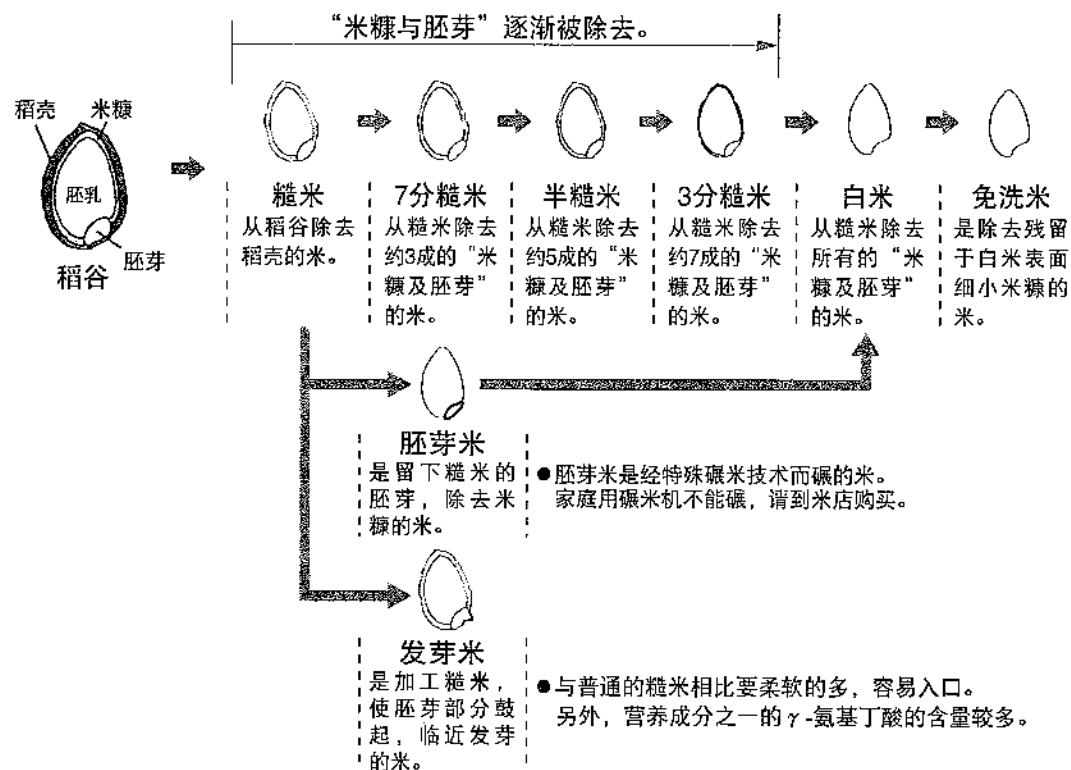 “米糠与胚芽”逐渐被除去。
稻壳
米糠
胚乳
胚芽
稻谷
糙米
从稻谷除去
稻壳的米。
7分糙米
从糙米除去
约3成的“米
糠及胚芽”
的米。
半糙米
从糙米除去
约5成的“米
糠及胚芽”
的米。
3分糙米
从糙米除去
约7成的“米
糠及胚芽”
的米。
白米
从糙米除去
所有的“米
糠及胚芽”
的米。
免洗米
是除去残留
于白米表面
细小米糠的
米。
胚芽米
是留下糙米的
胚芽，除去米
糠的米。
●胚芽米是经特殊碾米技术而碾的米。
家庭用碾米机不能碾，请到米店购买。
发芽米
是加工糙米，
使胚芽部分鼓
起，临近发芽
的米。
●与普通的糙米相比要柔软的多，容易入口。
另外，营养成分之一的γ-氨基丁酸的含量较多。